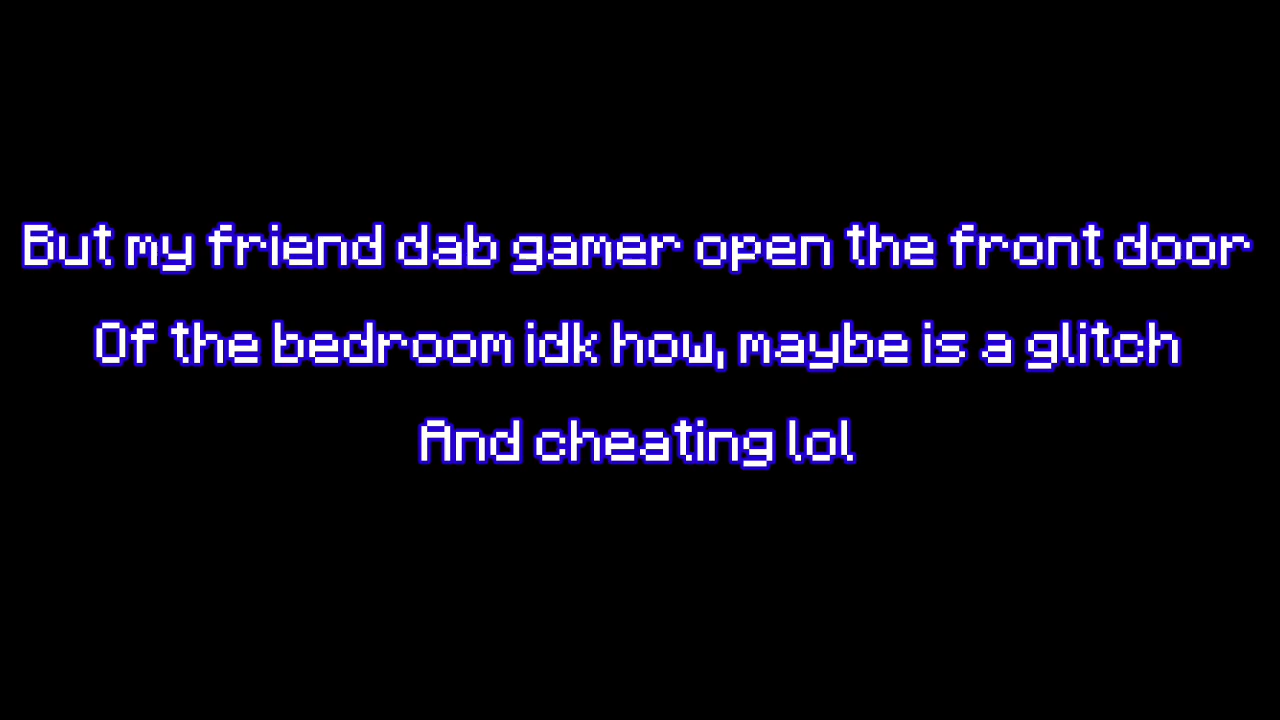 But my friend dab gamer open the front door
Of the bedroom idk how, maybe is a glitch
And cheating lol